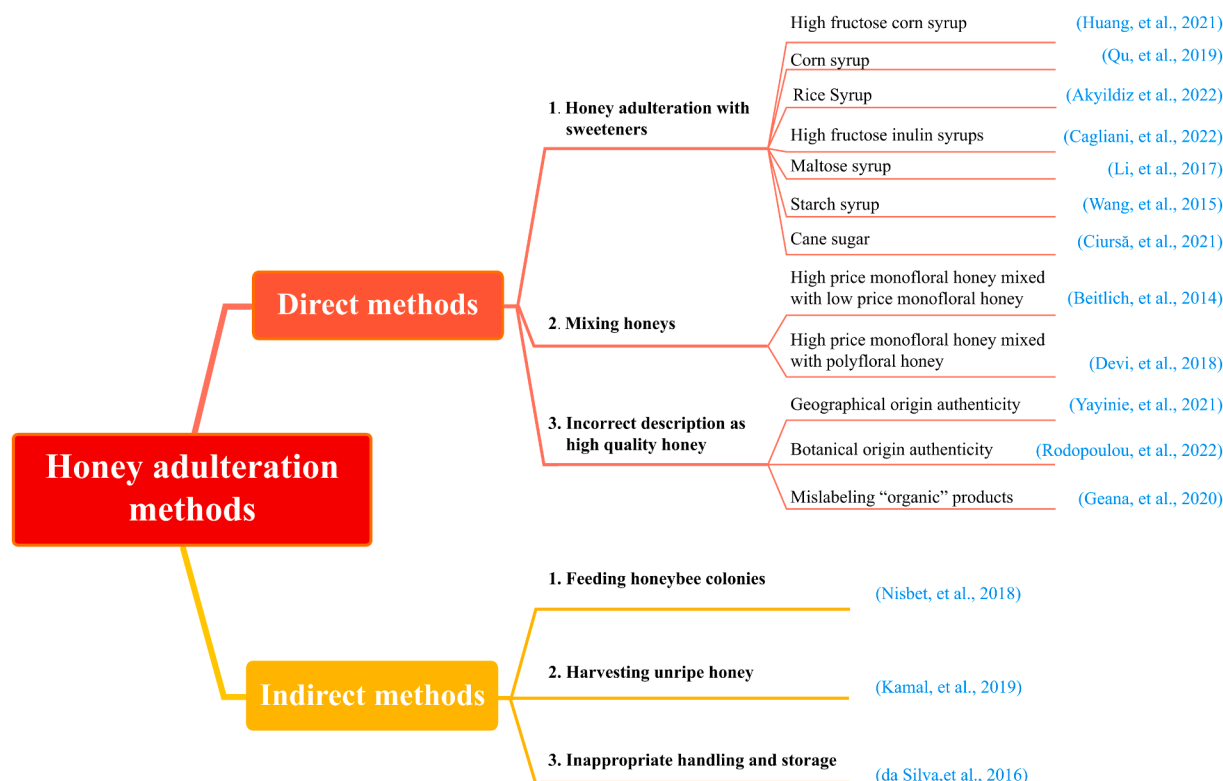 High fructose corn syrup (Huang, et al., 2021)
Corn syrup (Qu, et al., 2019)
Rice Syrup (Akyildiz et al., 2022)
1. Honey adulteration with
sweeteners
High fructose inulin syrups (Cagliani, et al., 2022)
Maltose syrup (Li, et al., 2017)
Starch syrup (Wang, et al., 2015)
Cane sugar (Ciursă, et al., 2021)
Direct methods
2. Mixing honeys
High price monofloral honey mixed
with low price monofloral honey (Beitlich, et al., 2014)
High price monofloral honey mixed
with polyfloral honey (Devi, et al., 2018)
3. Incorrect description as
high quality honey
Geographical origin authenticity (Yayinie, et al., 2021)
Botanical origin authenticity (Rodopoulou, et al., 2022)
Mislabeling “organic” products (Geana, et al., 2020)
Honey adulteration
methods
1. Feeding honeybee colonies (Nisbet, et al., 2018)
Indirect methods
2. Harvesting unripe honey (Kamal, et al., 2019)
3. Inappropriate handling and storage (da Silva,et al., 2016)